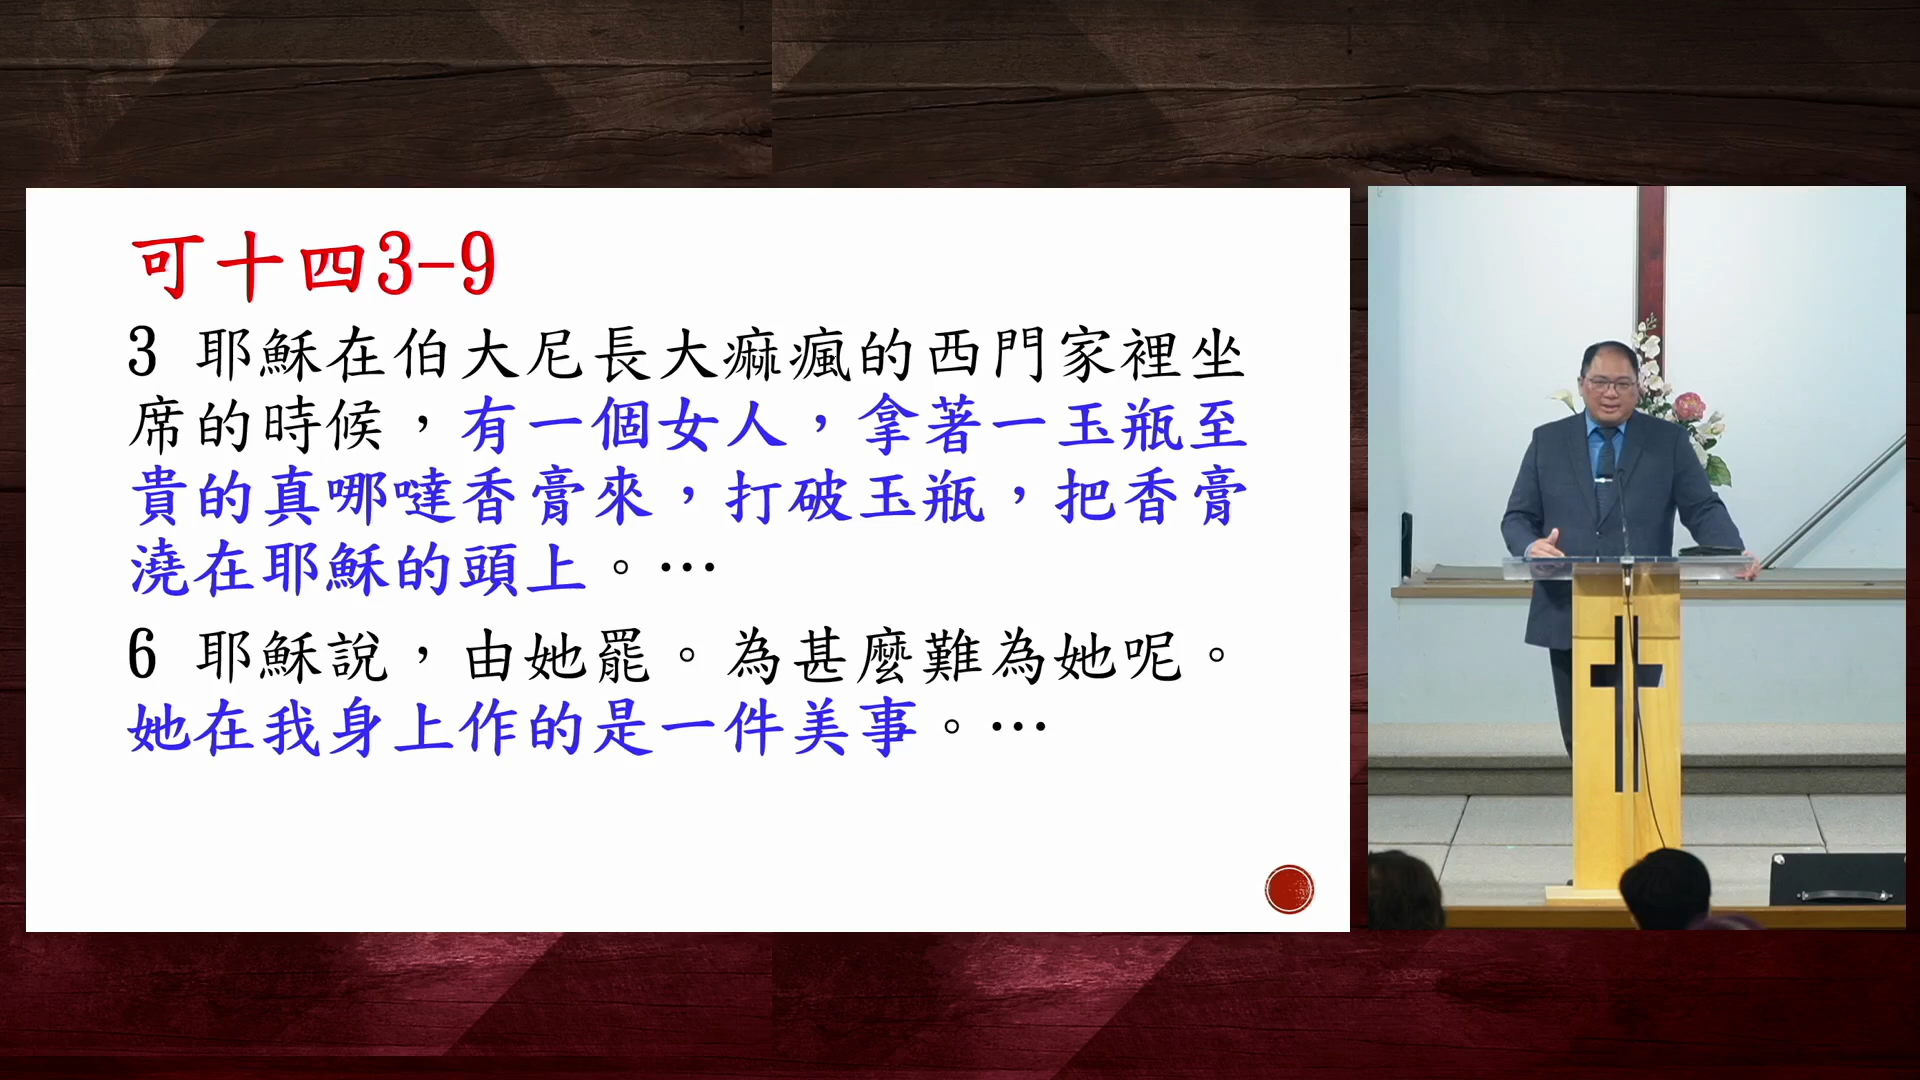 可十四3-9
3 耶穌在伯大尼長大痲瘋的西門家裡坐
席的時候，有一個女人，拿著一玉瓶至
貴的真哪噠香膏來，打破玉瓶，把香膏
澆在耶穌的頭上。…
6 耶穌說，由她罷。為甚麼難為她呢。
她在我身上作的是一件美事。…